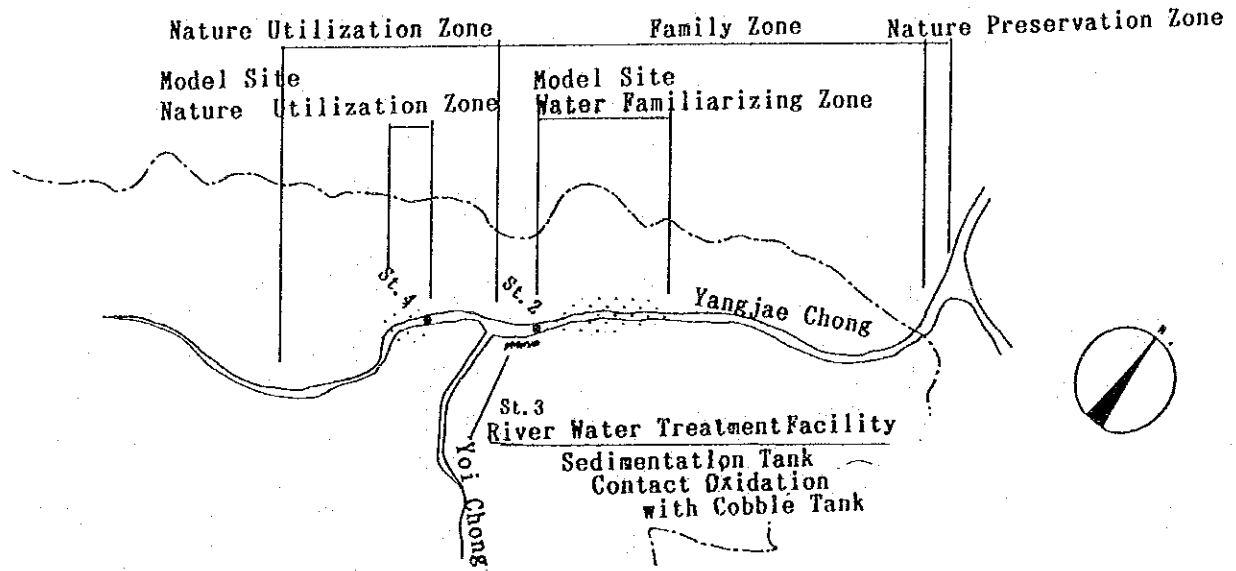 Nature Utilization Zone
Family Zone
Nature Preservation Zone
Model Site
Nature Utilization Zone
Model Site
Water Familiarizing Zone
St.4
St.2
Yangjae Chong
St.3
River Water Treatment Facility
Sedimentation Tank
Contact Oxidation
with Cobble Tank
Yoi Chong
N